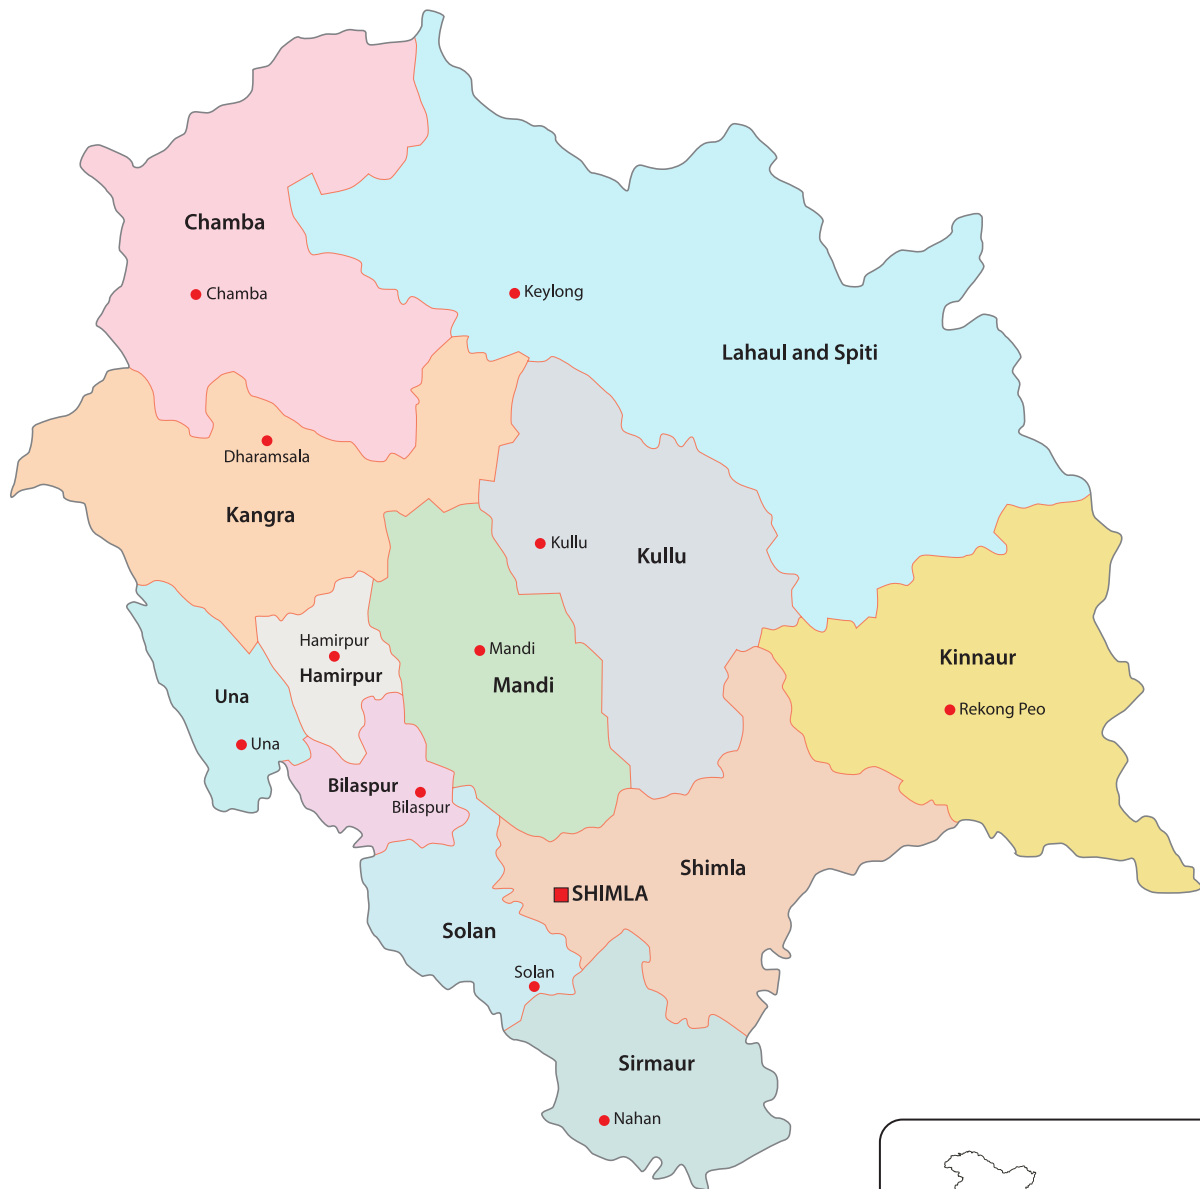 Chamba
Chamba
Keylong
Lahaul and Spiti
Dharamsala
Kangra
Kullu
Kullu
Hamirpur
Hamirpur
Mandi
Mandi
Kinnaur
Rekong Peo
Una
Una
Bilaspur
Bilaspur
Shimla
SHIMLA
Solan
Solan
Sirmaur
Nahan